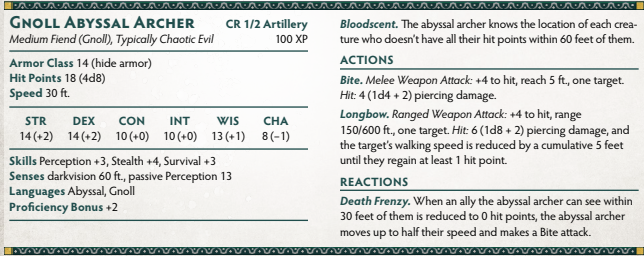 GNOLL ABYSSAL ARCHER CR 1/2 ARTILLERY
Medium Fiend (Gnoll), Typically Chaotic Evil 100 XP
Armor Class 14 (hide armor)
Hit Points 18 (4d8)
Speed 30 ft.
STR DEX CON INT WIS CHA
14 (+2) 14 (+2) 10 (+0) 10 (+0) 13 (+1) 8 (−1)
Skills Perception +3, Stealth +4, Survival +3
Senses darkvision 60 ft., passive Perception 13
Languages Abyssal, Gnoll
Proficiency Bonus +2
Bloodscent. The abyssal archer knows the location of each crea-
ture who doesn't have all their hit points within 60 feet of them.
ACTIONS
Bite. Melee Weapon Attack: +4 to hit, reach 5 ft., one target.
Hit: 4 (1d4 + 2) piercing damage.
Longbow. Ranged Weapon Attack: +4 to hit, range
150/600 ft., one target. Hit: 6 (1d8 + 2) piercing damage, and
the target's walking speed is reduced by a cumulative 5 feet
until they regain at least 1 hit point.
REACTIONS
Death Frenzy. When an ally the abyssal archer can see within
30 feet of them is reduced to 0 hit points, the abyssal archer
moves up to half their speed and makes a Bite attack.